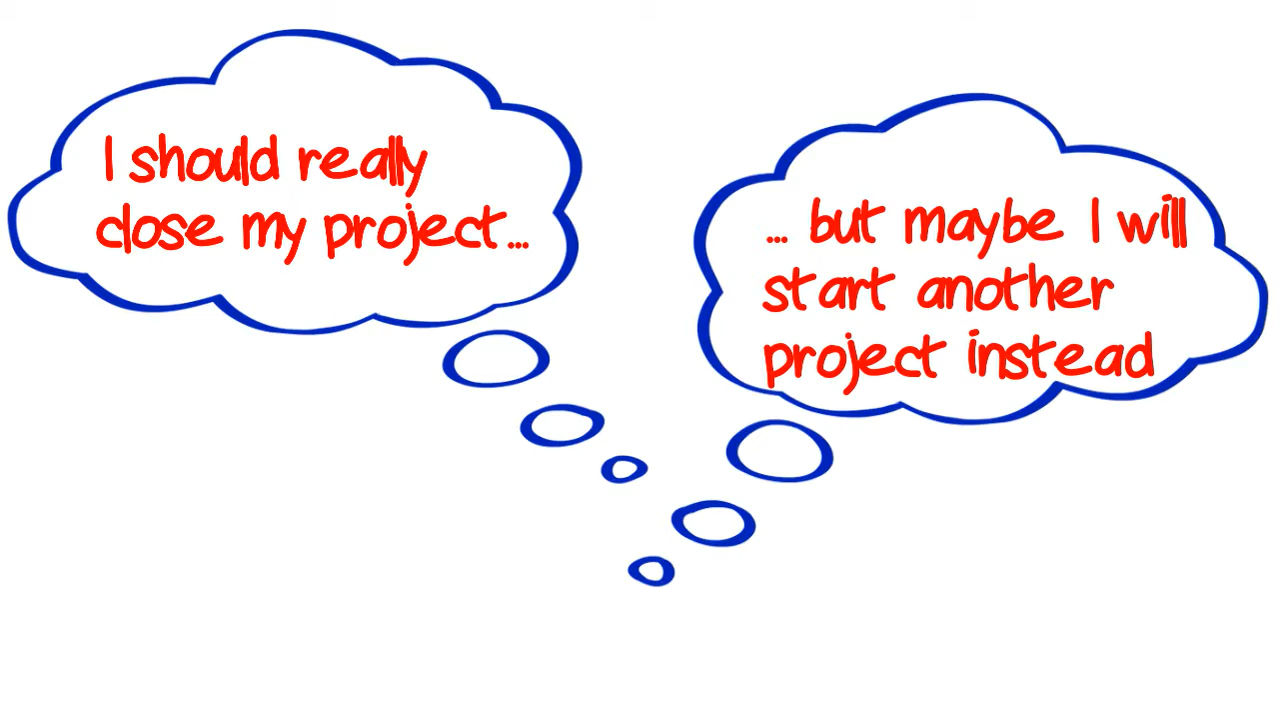 I should really
close my project...
... but maybe I will
start another
project instead